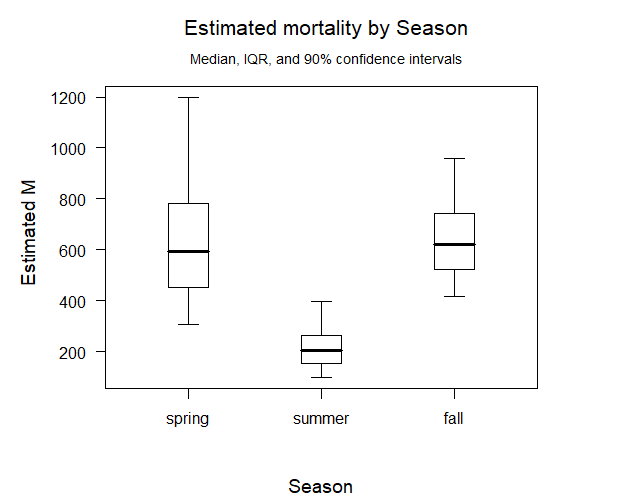 Estimated mortality by Season
Median, IQR, and 90% confidence intervals
Estimated M
1200
1000
800
600
400
200
spring summer fall
Season